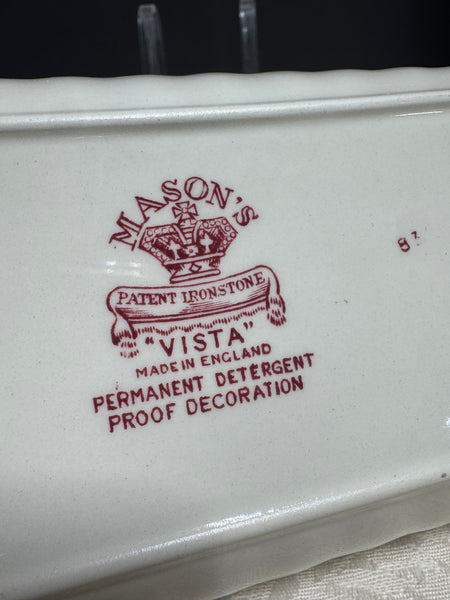 MASON'S
PATENT IRONSTONE
"VISTA"
MADE IN ENGLAND
PERMANENT DETERGENT
PROOF DECORATION